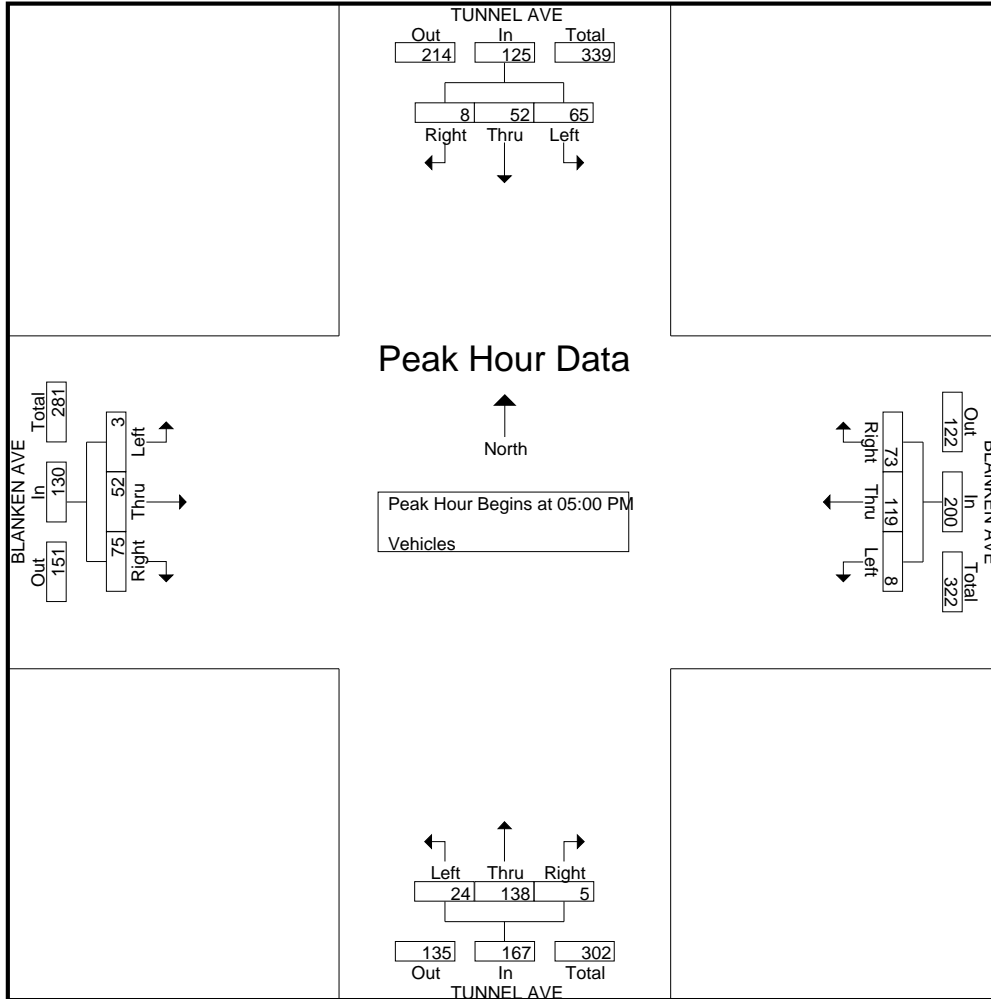 TUNNEL AVE
Out In Total
214 125 339
8 52 65
Right Thru Left
Peak Hour Data
North
Peak Hour Begins at 05:00 PM
Vehicles
BLANKEN AVE
Out In Total
151 130 281
Right Thru Left
75 52 3
BLANKEN AVE
Out In Total
122 200 322
Right Thru Left
73 119 8
Left Thru Right
24 138 5
135 167 302
Out In Total
TUNNEL AVE